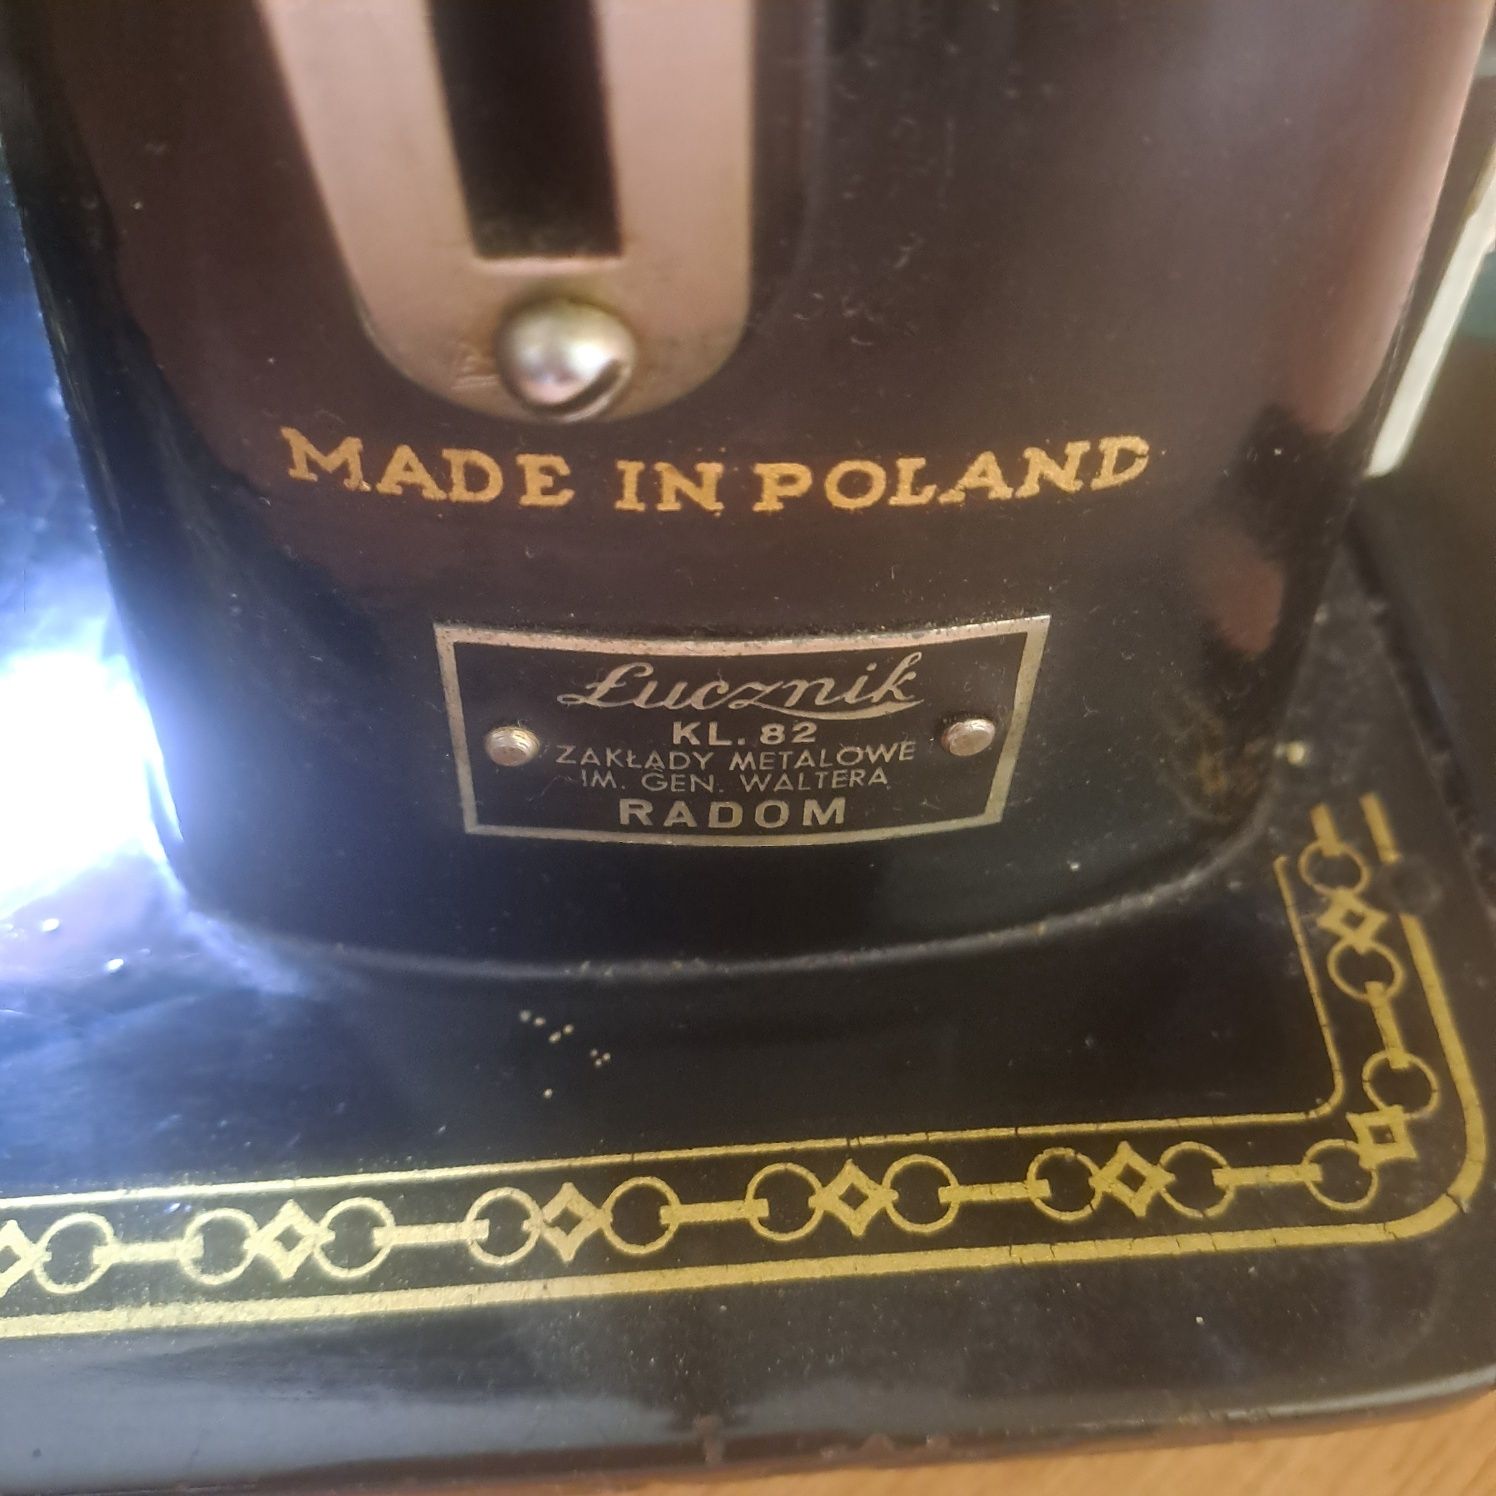 MADE IN POLAND
Łucznik
KL. 82
ZAKŁADY METALOWE
IM. GEN. WALTERA
RADOM